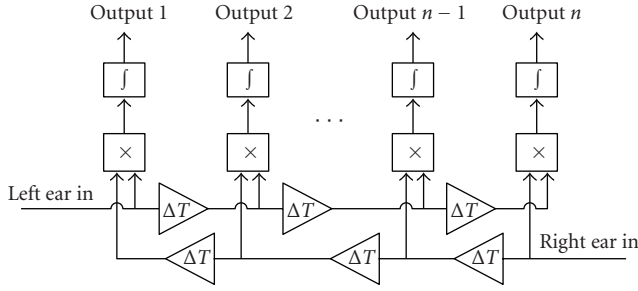 Output 1 Output 2 Output n − 1 Output n
∫ ∫ ∫ ∫
. . .
× × × ×
Left ear in
ΔT ΔT ΔT
Right ear in
ΔT ΔT ΔT